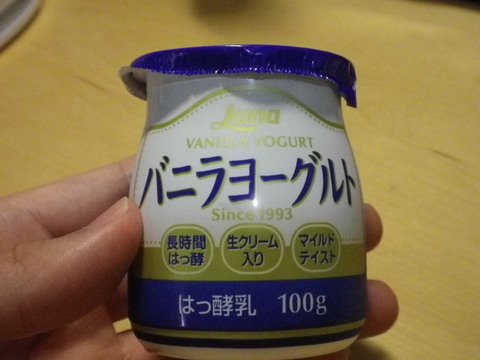 Luna
VANILLA YOGURT
バニラヨーグルト
Since 1993
長時間
はっ酵
生クリーム
入り
マイルド
テイスト
はっ酵乳 100g